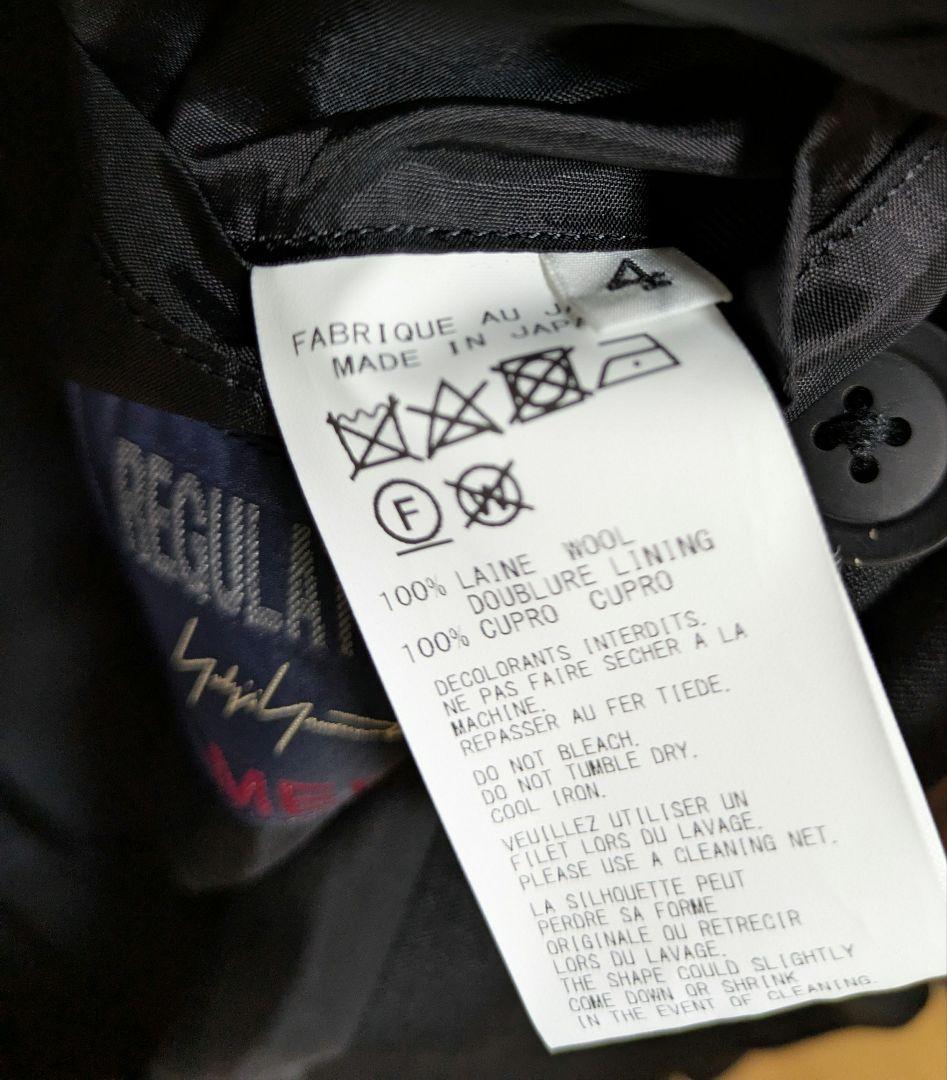 4
FABRIQUE AU
MADE IN
F
W
100% LAINE WOOL
DOUBLURE LINING
100% CUPRO CUPRO
DECOLORANTS INTERDITS.
NE PAS FAIRE SECHER A LA
MACHINE.
REPASSER AU FER TIEDE.
DO NOT BLEACH.
DO NOT TUMBLE DRY.
COOL IRON.
VEUILLEZ UTILISER UN
FILET LORS DU LAVAGE.
PLEASE USE A CLEANING NET.
LA SILHOUETTE PEUT
PERDRE SA FORME
ORIGINALE OU RETRECIR
LORS DU LAVAGE.
THE SHAPE COULD SLIGHTLY
COME DOWN OR SHRINK
IN THE EVENT OF CLEANING.
Yohji Yamamoto